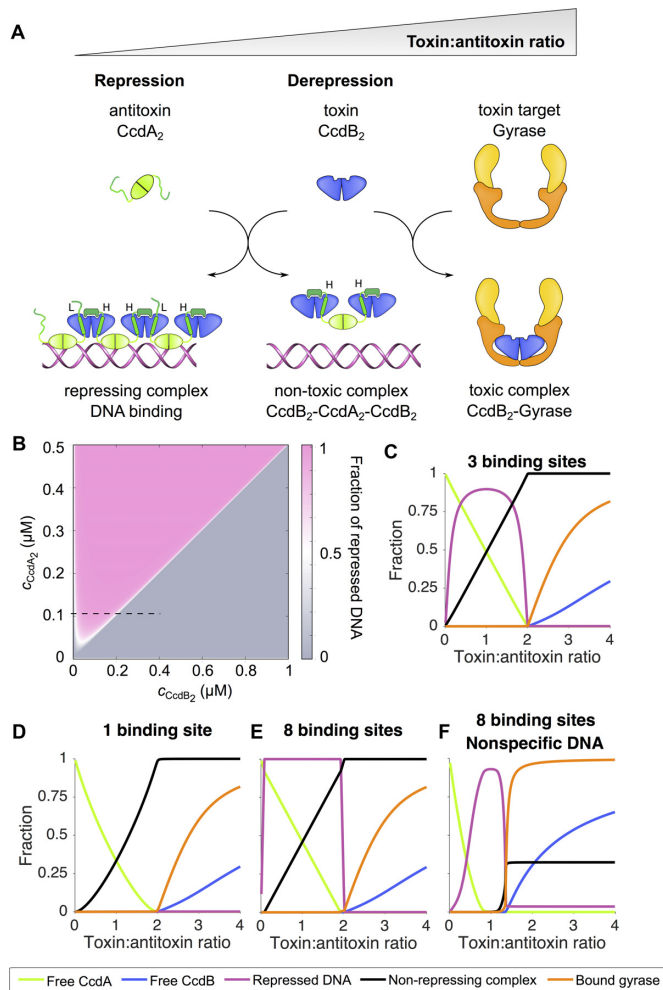 A
Toxin:antitoxin ratio
Repression
Derepression
antitoxin
CcdA₂
toxin
CcdB₂
toxin target
Gyrase
L H H L H
H H
repressing complex
DNA binding
non-toxic complex
CcdB₂-CcdA₂-CcdB₂
toxic complex
CcdB₂-Gyrase
B
0.5
0.4
0.3
0.2
0.1
0
cCcdA₂ (μM)
0 0.2 0.4 0.6 0.8 1
cCcdB₂ (μM)
1
0.5
0
Fraction of repressed DNA
C
3 binding sites
1
0.75
0.5
0.25
0
Fraction
0 1 2 3 4
Toxin:antitoxin ratio
D
1 binding site
1
0.75
0.5
0.25
0
Fraction
0 1 2 3 4
Toxin:antitoxin ratio
E
8 binding sites
0 1 2 3 4
Toxin:antitoxin ratio
F
8 binding sites
Nonspecific DNA
0 1 2 3 4
Toxin:antitoxin ratio
Free CcdA Free CcdB Repressed DNA Non-repressing complex Bound gyrase